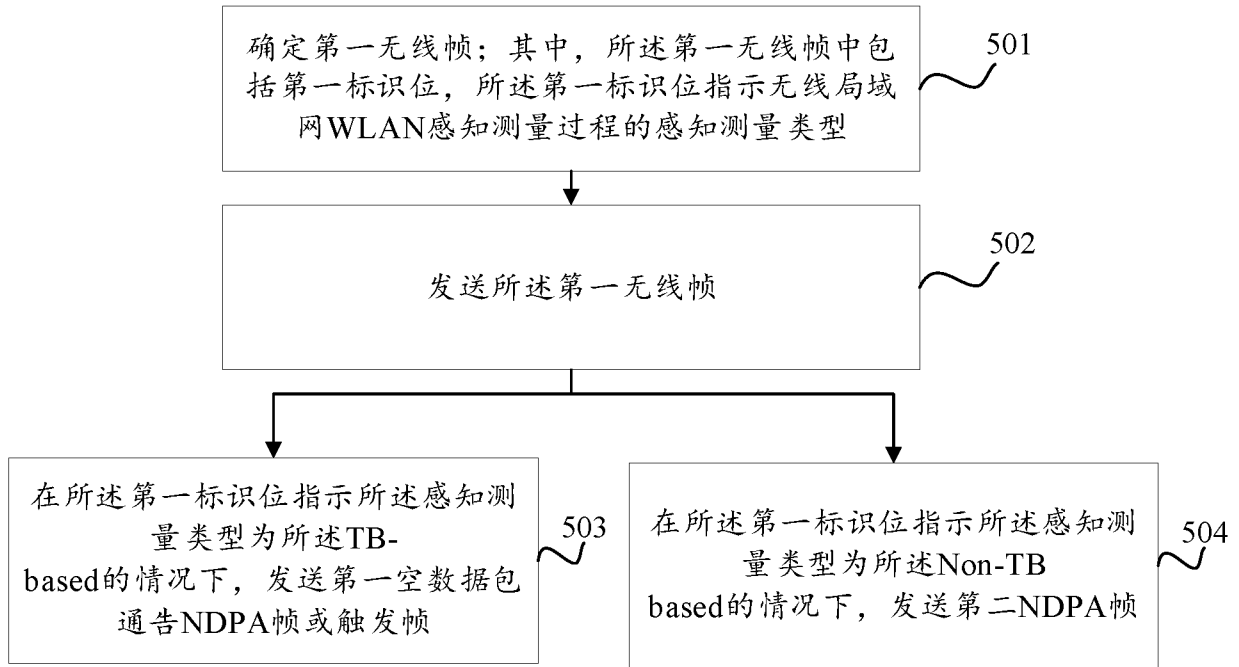 确定第一无线帧；其中，所述第一无线帧中包
括第一标识位，所述第一标识位指示无线局域
网WLAN感知测量过程的感知测量类型
501
发送所述第一无线帧
502
在所述第一标识位指示所述感知测
量类型为所述TB-
based的情况下，发送第一空数据包
通告NDPA帧或触发帧
503
在所述第一标识位指示所述感知测
量类型为所述Non-TB
based的情况下，发送第二NDPA帧
504